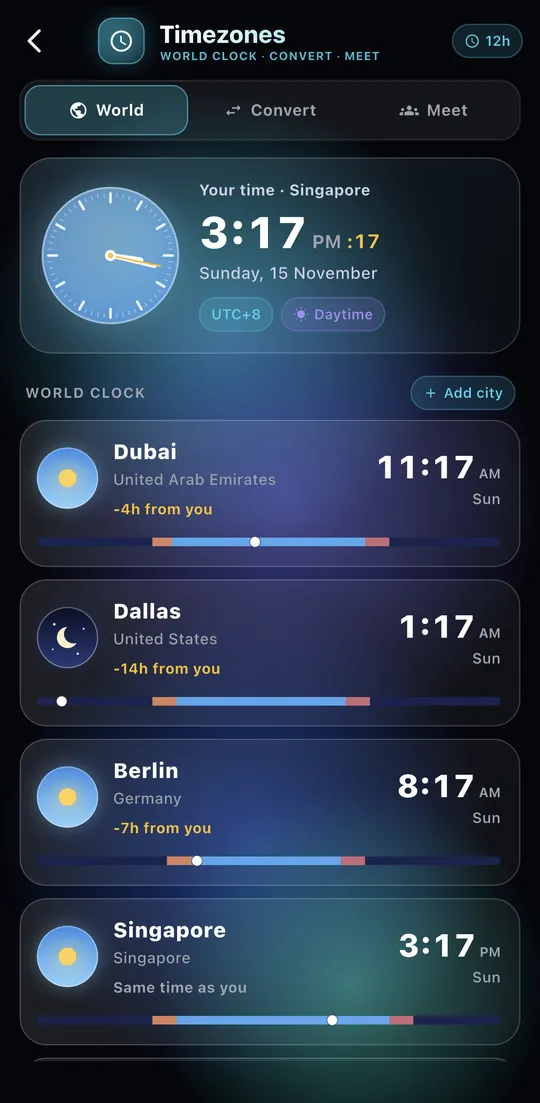 Timezones
WORLD CLOCK · CONVERT · MEET
12h
World
Convert
Meet
Your time · Singapore
3:17 PM :17
Sunday, 15 November
UTC+8
Daytime
WORLD CLOCK
+ Add city
Dubai
United Arab Emirates
-4h from you
11:17 AM
Sun
Dallas
United States
-14h from you
1:17 AM
Sun
Berlin
Germany
-7h from you
8:17 AM
Sun
Singapore
Singapore
Same time as you
3:17 PM
Sun